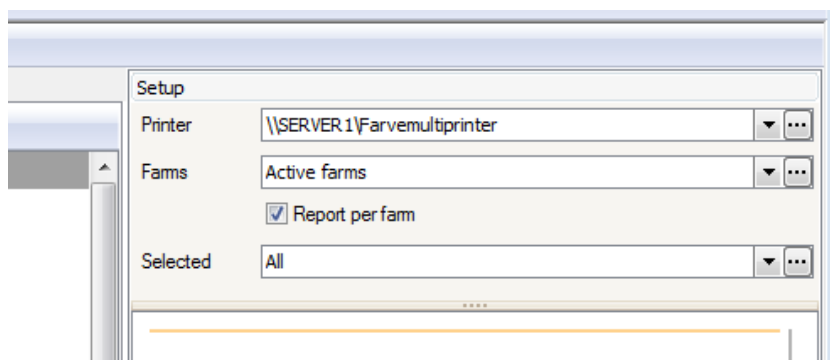 Setup
Printer \\SERVER1\Farvemultiprinter
Farms Active farms
Report per farm
Selected All